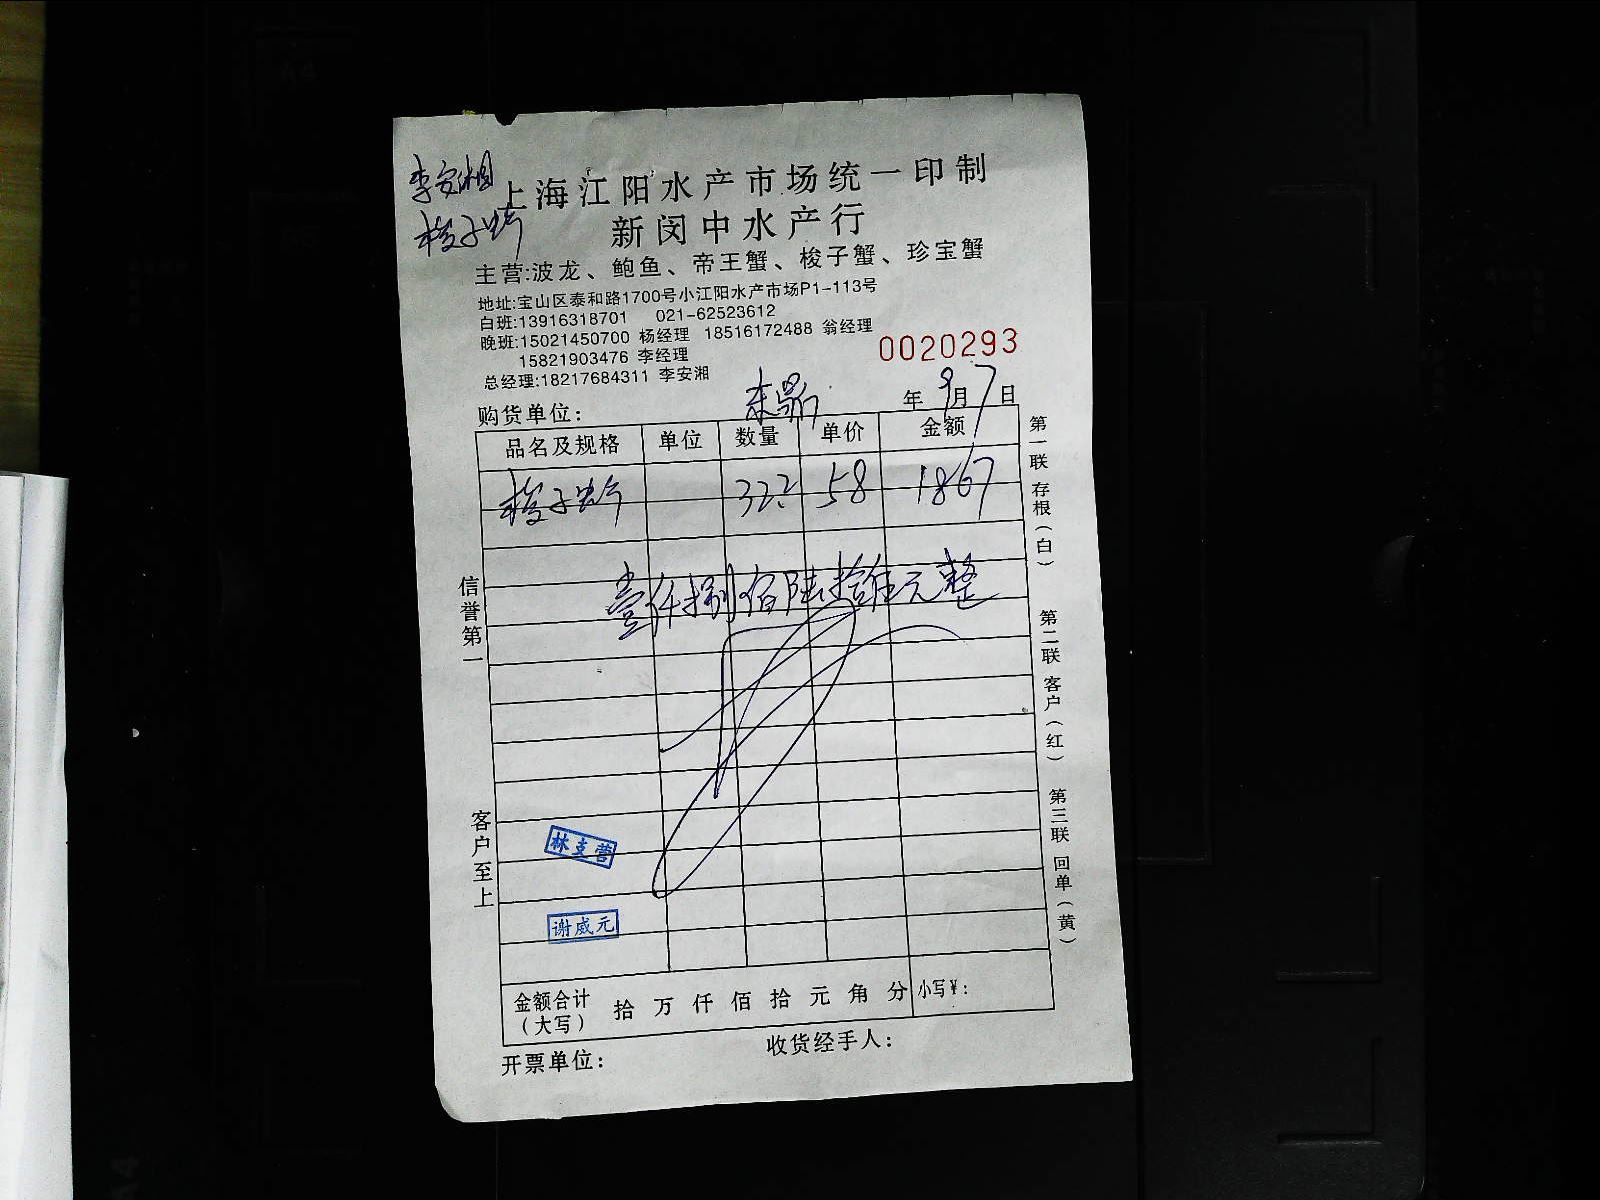 李安湘
梭子蟹
上海江阳水产市场统一印制
新闵中水产行
主营:波龙、鲍鱼、帝王蟹、梭子蟹、珍宝蟹
地址:宝山区泰和路1700号小江阳水产市场P1-113号
白班:13916318701 021-62523612
晚班:15021450700 杨经理 18516172488 翁经理
15821903476 李经理
总经理:18217684311 李安湘
0020293
购货单位: 年 9月7日
品名及规格 单位 数量 单价 金额
梭子蟹 322 58 1867
壹仟捌佰陆拾 元整
信誉第一
客户至上
林支营
谢威元
第一联 存根(白)
第二联 客户(红)
第三联 回单(黄)
金额合计 拾 万 仟 佰 拾 元 角 分 小写¥:
(大写)
开票单位: 收货经手人: